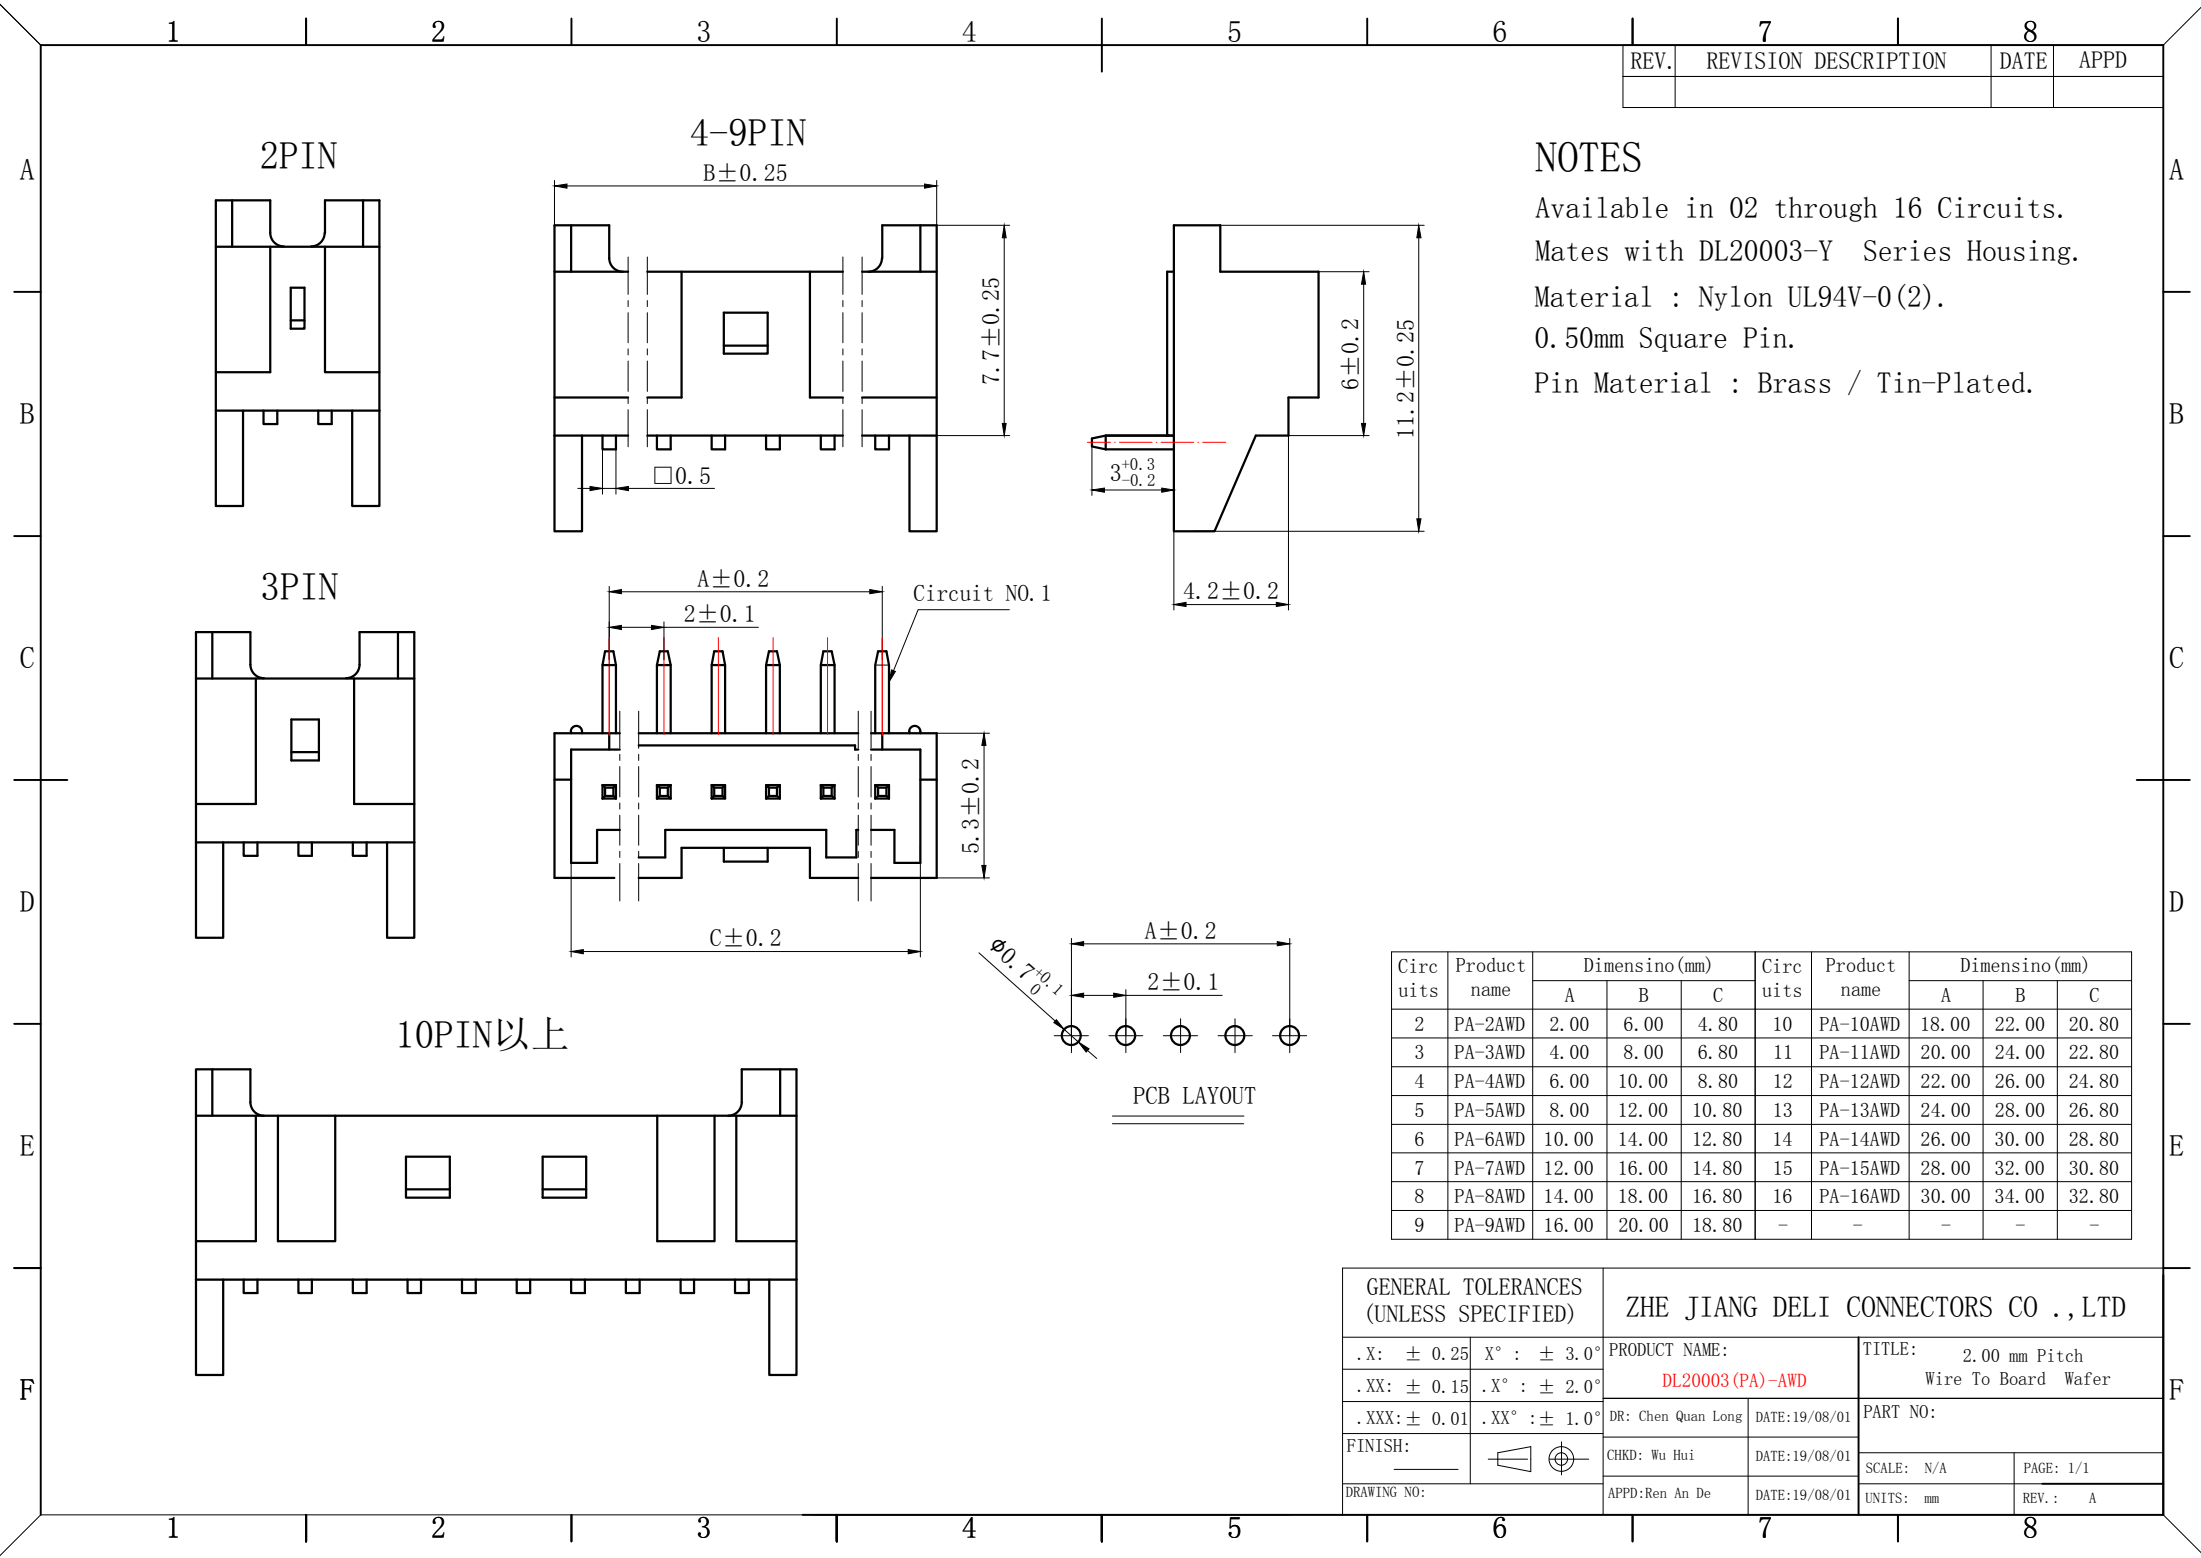 1 2 3 4 5 6 7 8
REV. REVISION DESCRIPTION DATE APPD
A A
B B
C C
D D
E E
F F
2PIN
4-9PIN
B±0.25
7.7±0.25
□0.5
6±0.2
11.2±0.25
3+0.3 -0.2
4.2±0.2
NOTES
Available in 02 through 16 Circuits.
Mates with DL20003-Y Series Housing.
Material : Nylon UL94V-0(2).
0.50mm Square Pin.
Pin Material : Brass / Tin-Plated.
3PIN
A±0.2
2±0.1
Circuit NO.1
5.3±0.2
C±0.2
A±0.2
2±0.1
ø0.7+0.1 0
PCB LAYOUT
10PIN以上
Circuits Product name Dimensino(mm) Circuits Product name Dimensino(mm)
A B C A B C
2 PA-2AWD 2.00 6.00 4.80 10 PA-10AWD 18.00 22.00 20.80
3 PA-3AWD 4.00 8.00 6.80 11 PA-11AWD 20.00 24.00 22.80
4 PA-4AWD 6.00 10.00 8.80 12 PA-12AWD 22.00 26.00 24.80
5 PA-5AWD 8.00 12.00 10.80 13 PA-13AWD 24.00 28.00 26.80
6 PA-6AWD 10.00 14.00 12.80 14 PA-14AWD 26.00 30.00 28.80
7 PA-7AWD 12.00 16.00 14.80 15 PA-15AWD 28.00 32.00 30.80
8 PA-8AWD 14.00 18.00 16.80 16 PA-16AWD 30.00 34.00 32.80
9 PA-9AWD 16.00 20.00 18.80 - - - - -
GENERAL TOLERANCES
(UNLESS SPECIFIED)
.X: ± 0.25 X° : ± 3.0°
.XX: ± 0.15 .X° : ± 2.0°
.XXX: ± 0.01 .XX° : ± 1.0°
FINISH:
DRAWING NO:
ZHE JIANG DELI CONNECTORS CO .,LTD
PRODUCT NAME:
DL20003(PA)-AWD
TITLE: 2.00 mm Pitch
Wire To Board Wafer
DR: Chen Quan Long DATE:19/08/01
CHKD: Wu Hui DATE:19/08/01
APPD:Ren An De DATE:19/08/01
PART NO:
SCALE: N/A PAGE: 1/1
UNITS: mm REV.: A
1 2 3 4 5 6 7 8